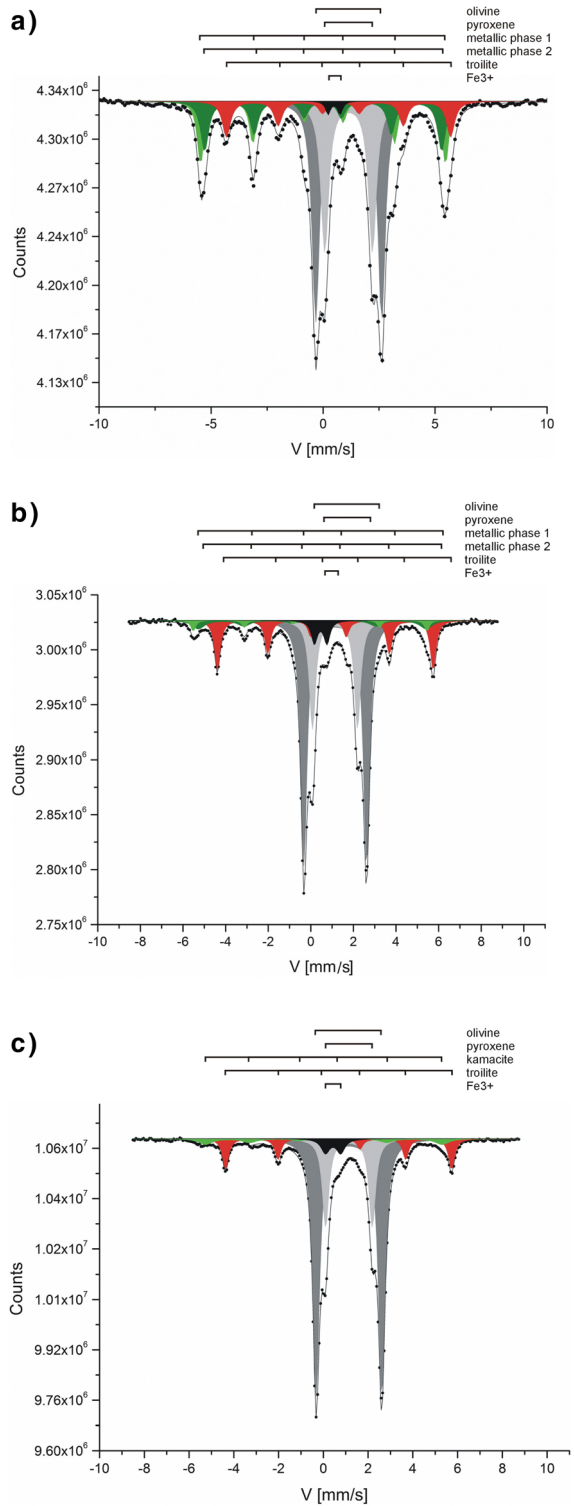 a)
olivine
pyroxene
metallic phase 1
metallic phase 2
troilite
Fe3+
4.34x10⁶
4.30x10⁶
4.27x10⁶
4.24x10⁶
4.20x10⁶
4.17x10⁶
4.13x10⁶
Counts
-10 -5 0 5 10
V [mm/s]
b)
olivine
pyroxene
metallic phase 1
metallic phase 2
troilite
Fe3+
3.05x10⁶
3.00x10⁶
2.95x10⁶
2.90x10⁶
2.85x10⁶
2.80x10⁶
2.75x10⁶
Counts
-10 -8 -6 -4 -2 0 2 4 6 8 10
V [mm/s]
c)
olivine
pyroxene
kamacite
troilite
Fe3+
1.06x10⁷
1.04x10⁷
1.02x10⁷
1.01x10⁷
9.92x10⁶
9.76x10⁶
9.60x10⁶
Counts
-10 -8 -6 -4 -2 0 2 4 6 8 10
V [mm/s]